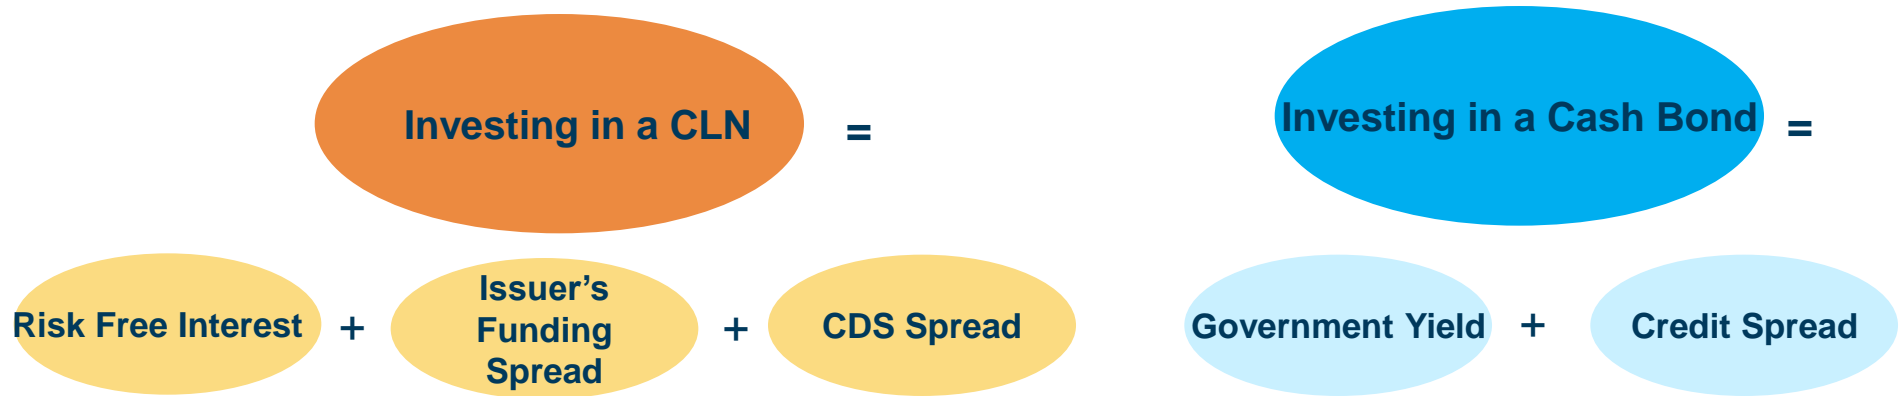 Investing in a CLN
=
Investing in a Cash Bond
=
Risk Free Interest
+
Issuer’s
Funding
Spread
+
CDS Spread
Government Yield
+
Credit Spread